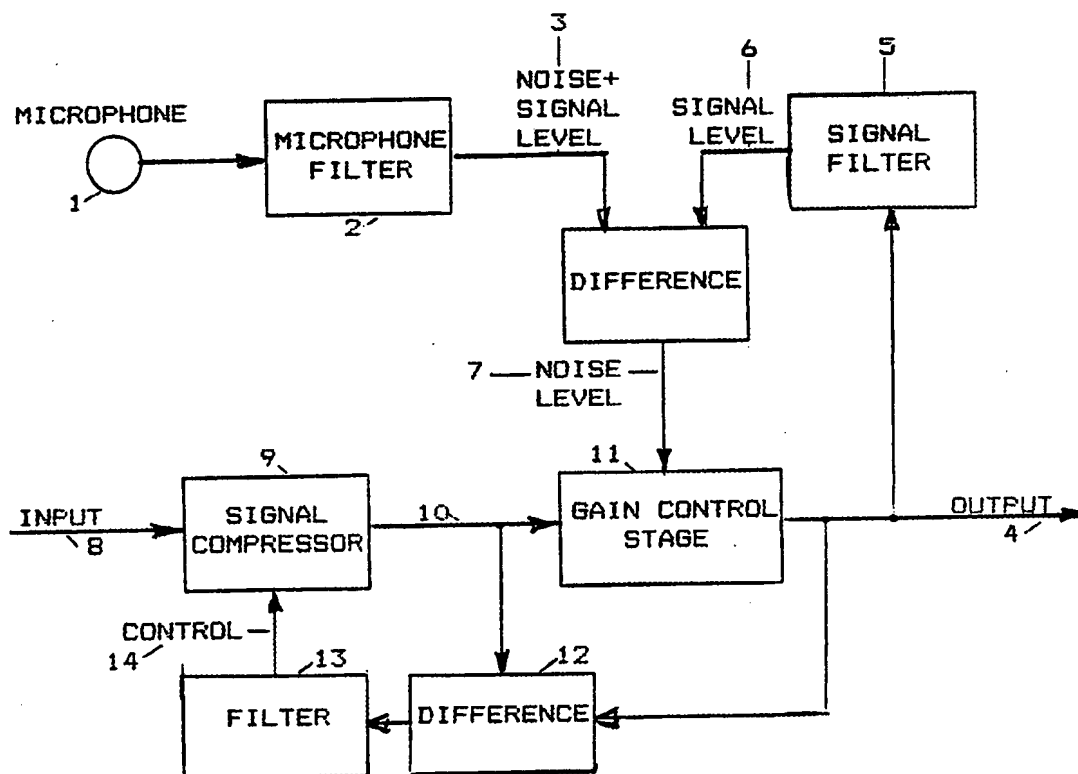 3
6
5
NOISE+
SIGNAL
LEVEL
SIGNAL
LEVEL
MICROPHONE
MICROPHONE
FILTER
SIGNAL
FILTER
1
2
DIFFERENCE
7
NOISE
LEVEL
9
11
INPUT
8
SIGNAL
COMPRESSOR
10
GAIN CONTROL
STAGE
OUTPUT
4
CONTROL
14
13
12
FILTER
DIFFERENCE